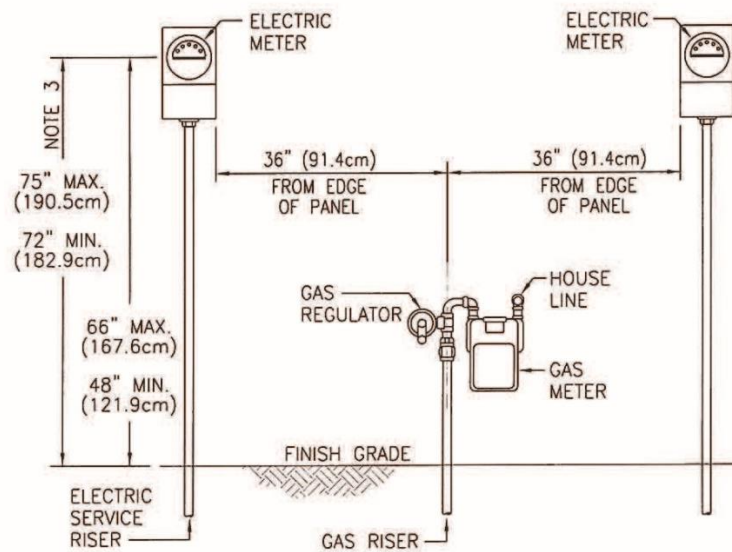 ELECTRIC
METER
ELECTRIC
METER
NOTE 3
36" (91.4cm)
FROM EDGE
OF PANEL
36" (91.4cm)
FROM EDGE
OF PANEL
75" MAX.
(190.5cm)
72" MIN.
(182.9cm)
66" MAX.
(167.6cm)
48" MIN.
(121.9cm)
GAS
REGULATOR
HOUSE
LINE
GAS
METER
FINISH GRADE
ELECTRIC
SERVICE
RISER
GAS RISER